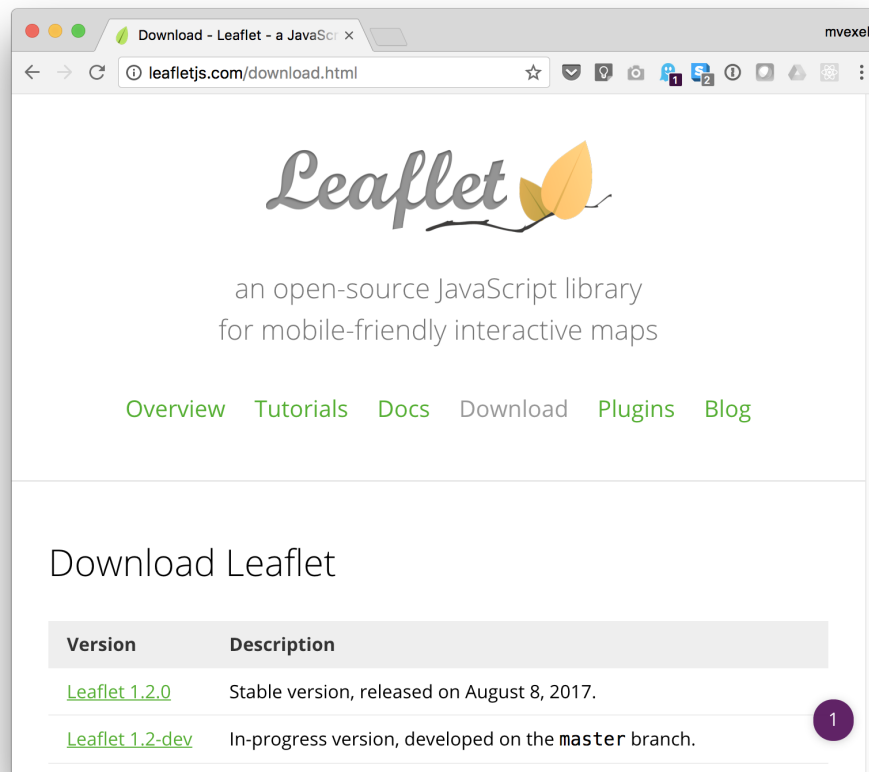 Download - Leaflet - a JavaScr
mvexel
leafletjs.com/download.html
1
2
Leaflet
an open-source JavaScript library
for mobile-friendly interactive maps
Overview Tutorials Docs Download Plugins Blog
Download Leaflet
Version Description
Leaflet 1.2.0 Stable version, released on August 8, 2017.
Leaflet 1.2-dev In-progress version, developed on the master branch.
1